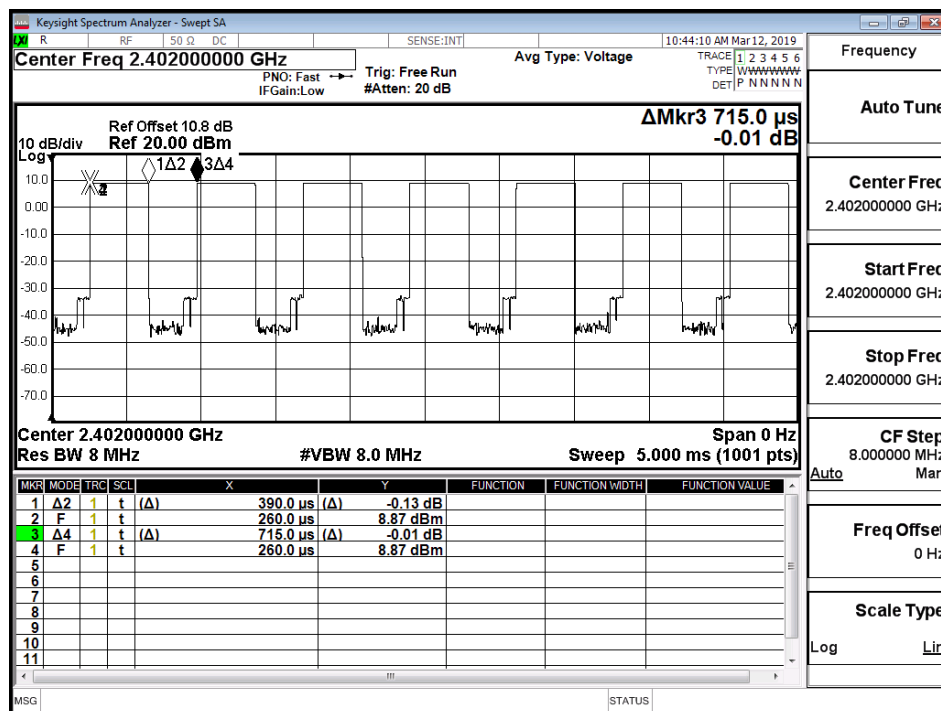 Keysight Spectrum Analyzer - Swept SA
LXI R RF 50 Ω DC SENSE:INT 10:44:10 AM Mar 12, 2019
Center Freq 2.402000000 GHz
PNO: Fast
IFGain:Low
Trig: Free Run
#Atten: 20 dB
Avg Type: Voltage
TRACE 1 2 3 4 5 6
TYPE WWWWWW
DET P N N N N N
ΔMkr3 715.0 µs
-0.01 dB
Ref Offset 10.8 dB
10 dB/div Ref 20.00 dBm
Log
1Δ2 3Δ4
10.0
0.00
-10.0
-20.0
-30.0
-40.0
-50.0
-60.0
-70.0
Center 2.402000000 GHz Span 0 Hz
Res BW 8 MHz #VBW 8.0 MHz Sweep 5.000 ms (1001 pts)
MKR MODE TRC SCL X Y FUNCTION FUNCTION WIDTH FUNCTION VALUE
1 Δ2 1 t (Δ) 390.0 µs (Δ) -0.13 dB
2 F 1 t 260.0 µs 8.87 dBm
3 Δ4 1 t (Δ) 715.0 µs (Δ) -0.01 dB
4 F 1 t 260.0 µs 8.87 dBm
5
6
7
8
9
10
11
MSG STATUS
Frequency
Auto Tune
Center Freq
2.402000000 GHz
Start Freq
2.402000000 GHz
Stop Freq
2.402000000 GHz
CF Step
8.000000 MHz
Auto Man
Freq Offset
0 Hz
Scale Type
Log Lin